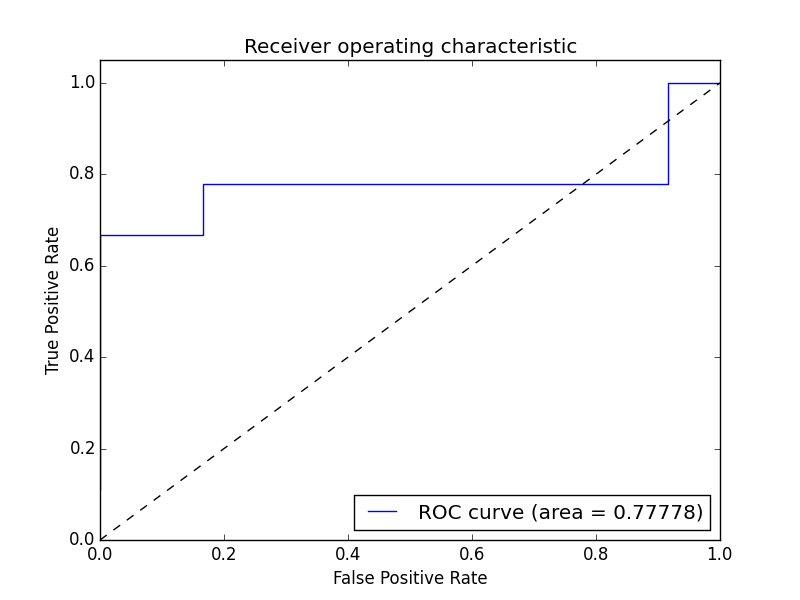 Receiver operating characteristic
True Positive Rate
1.0
0.8
0.6
0.4
0.2
0.0
ROC curve (area = 0.77778)
0.0 0.2 0.4 0.6 0.8 1.0
False Positive Rate